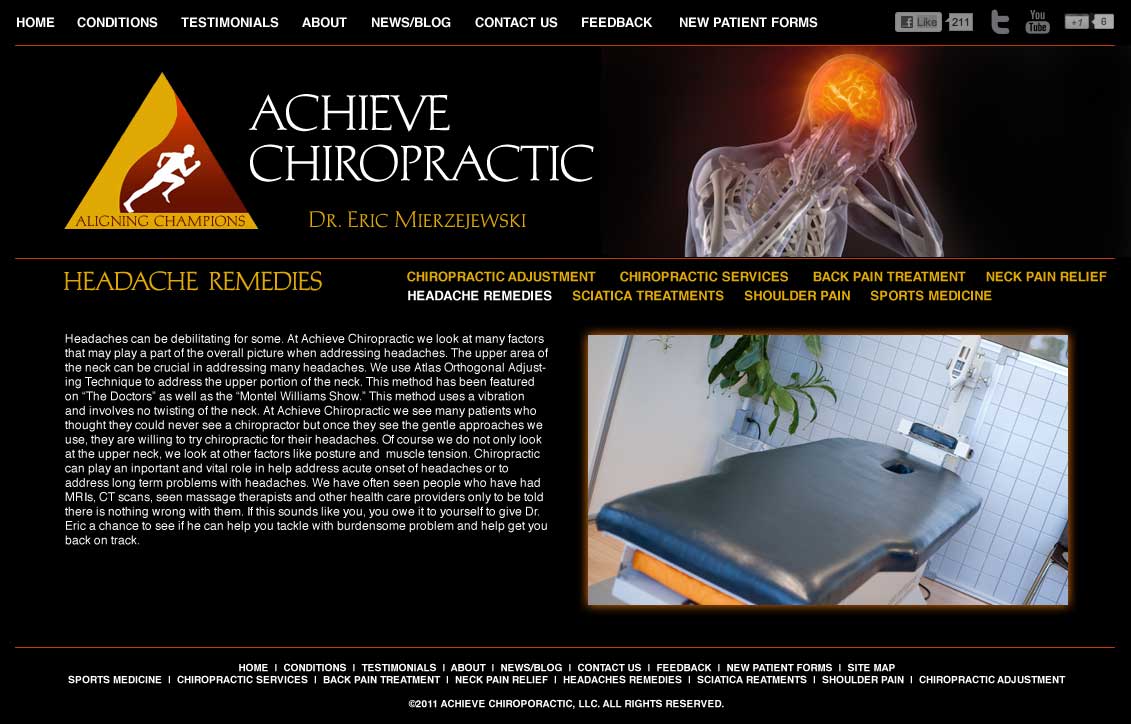 HOME CONDITIONS TESTIMONIALS ABOUT NEWS/BLOG CONTACT US FEEDBACK NEW PATIENT FORMS Like 211 You Tube +1 6
ACHIEVE
CHIROPRACTIC
ALIGNING CHAMPIONS
DR. ERIC MIERZEJEWSKI
HEADACHE REMEDIES
CHIROPRACTIC ADJUSTMENT CHIROPRACTIC SERVICES BACK PAIN TREATMENT NECK PAIN RELIEF
HEADACHE REMEDIES SCIATICA TREATMENTS SHOULDER PAIN SPORTS MEDICINE
Headaches can be debilitating for some. At Achieve Chiropractic we look at many factors
that may play a part of the overall picture when addressing headaches. The upper area of
the neck can be crucial in addressing many headaches. We use Atlas Orthogonal Adjust-
ing Technique to address the upper portion of the neck. This method has been featured
on “The Doctors” as well as the “Montel Williams Show.” This method uses a vibration
and involves no twisting of the neck. At Achieve Chiropractic we see many patients who
thought they could never see a chiropractor but once they see the gentle approaches we
use, they are willing to try chiropractic for their headaches. Of course we do not only look
at the upper neck, we look at other factors like posture and muscle tension. Chiropractic
can play an inportant and vital role in help address acute onset of headaches or to
address long term problems with headaches. We have often seen people who have had
MRIs, CT scans, seen massage therapists and other health care providers only to be told
there is nothing wrong with them. If this sounds like you, you owe it to yourself to give Dr.
Eric a chance to see if he can help you tackle with burdensome problem and help get you
back on track.
HOME | CONDITIONS | TESTIMONIALS | ABOUT | NEWS/BLOG | CONTACT US | FEEDBACK | NEW PATIENT FORMS | SITE MAP
SPORTS MEDICINE | CHIROPRACTIC SERVICES | BACK PAIN TREATMENT | NECK PAIN RELIEF | HEADACHES REMEDIES | SCIATICA REATMENTS | SHOULDER PAIN | CHIROPRACTIC ADJUSTMENT
©2011 ACHIEVE CHIROPORACTIC, LLC. ALL RIGHTS RESERVED.